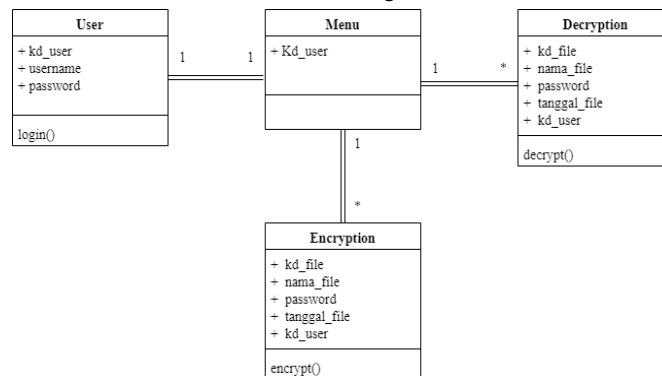 User
+ kd_user
+ username
+ password
login()
1
1
Menu
+ Kd_user
1
*
Decryption
+ kd_file
+ nama_file
+ password
+ tanggal_file
+ kd_user
decrypt()
1
*
Encryption
+ kd_file
+ nama_file
+ password
+ tanggal_file
+ kd_user
encrypt()